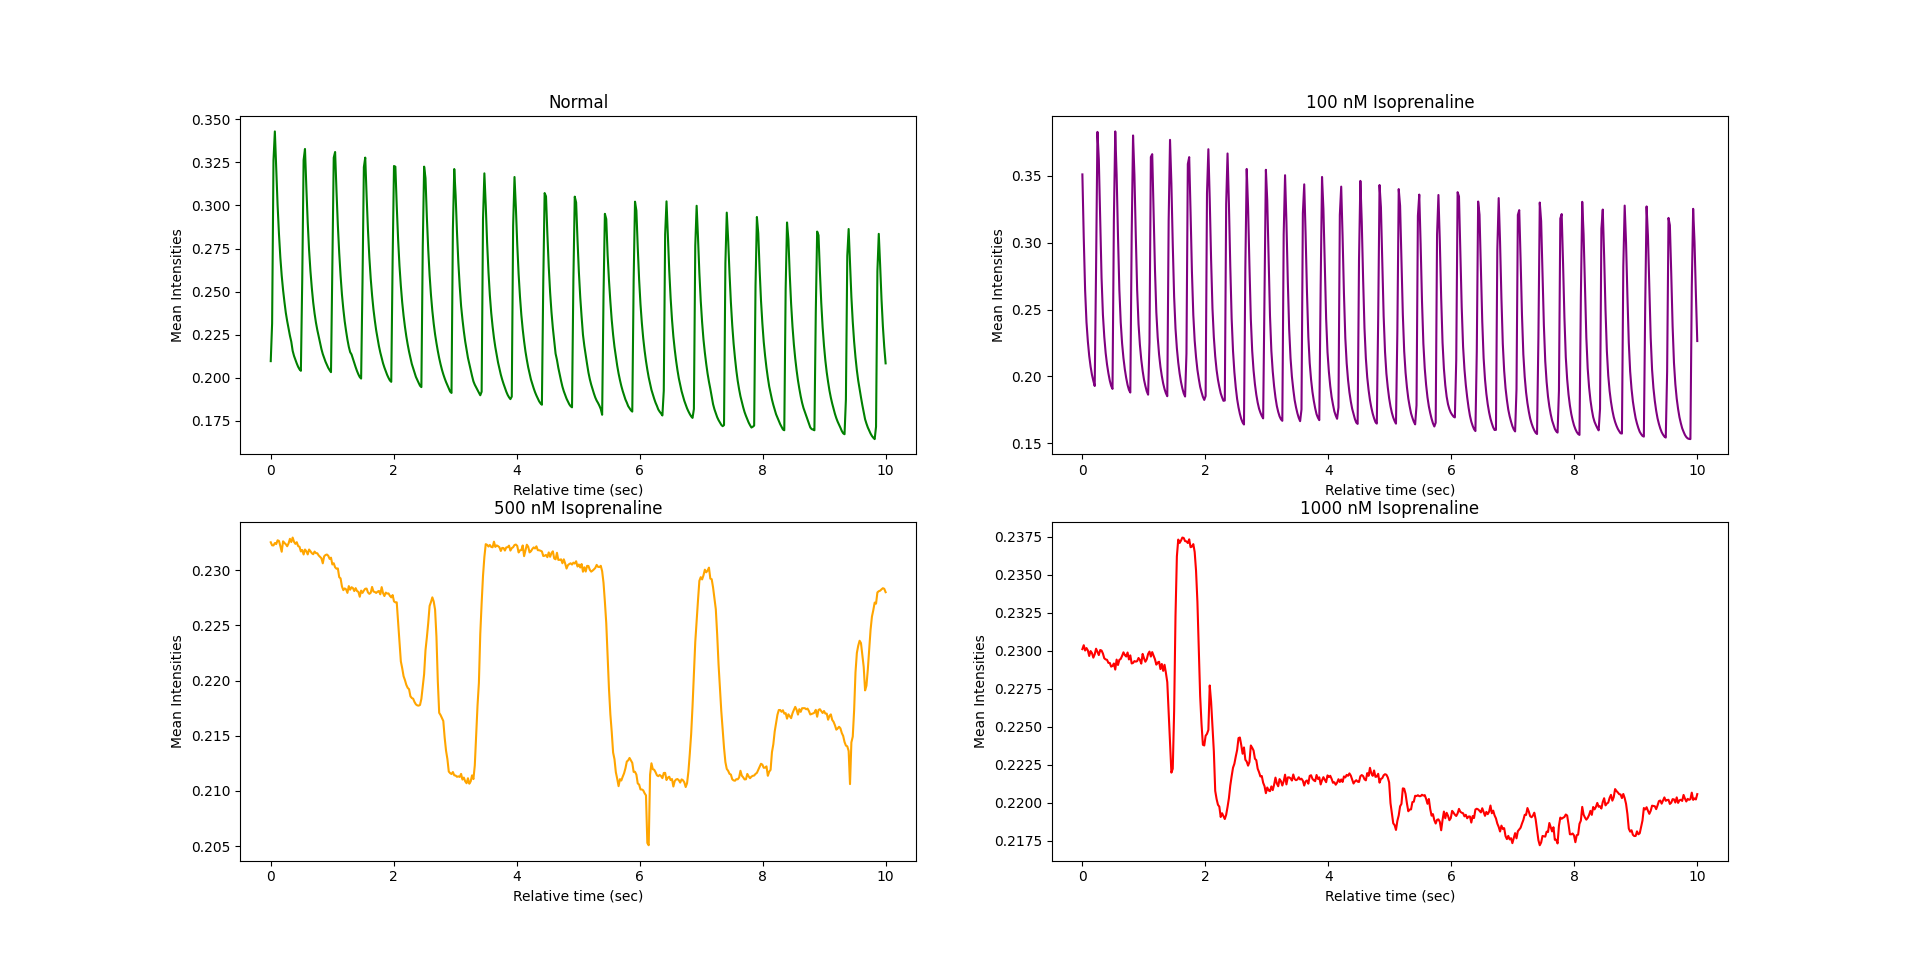 Normal
0.350
0.325
0.300
0.275
0.250
0.225
0.200
0.175
Mean Intensities
0 2 4 6 8 10
Relative time (sec)
100 nM Isoprenaline
0.35
0.30
0.25
0.20
0.15
Mean Intensities
0 2 4 6 8 10
Relative time (sec)
500 nM Isoprenaline
0.230
0.225
0.220
0.215
0.210
0.205
Mean Intensities
0 2 4 6 8 10
Relative time (sec)
1000 nM Isoprenaline
0.2375
0.2350
0.2325
0.2300
0.2275
0.2250
0.2225
0.2200
0.2175
Mean Intensities
0 2 4 6 8 10
Relative time (sec)